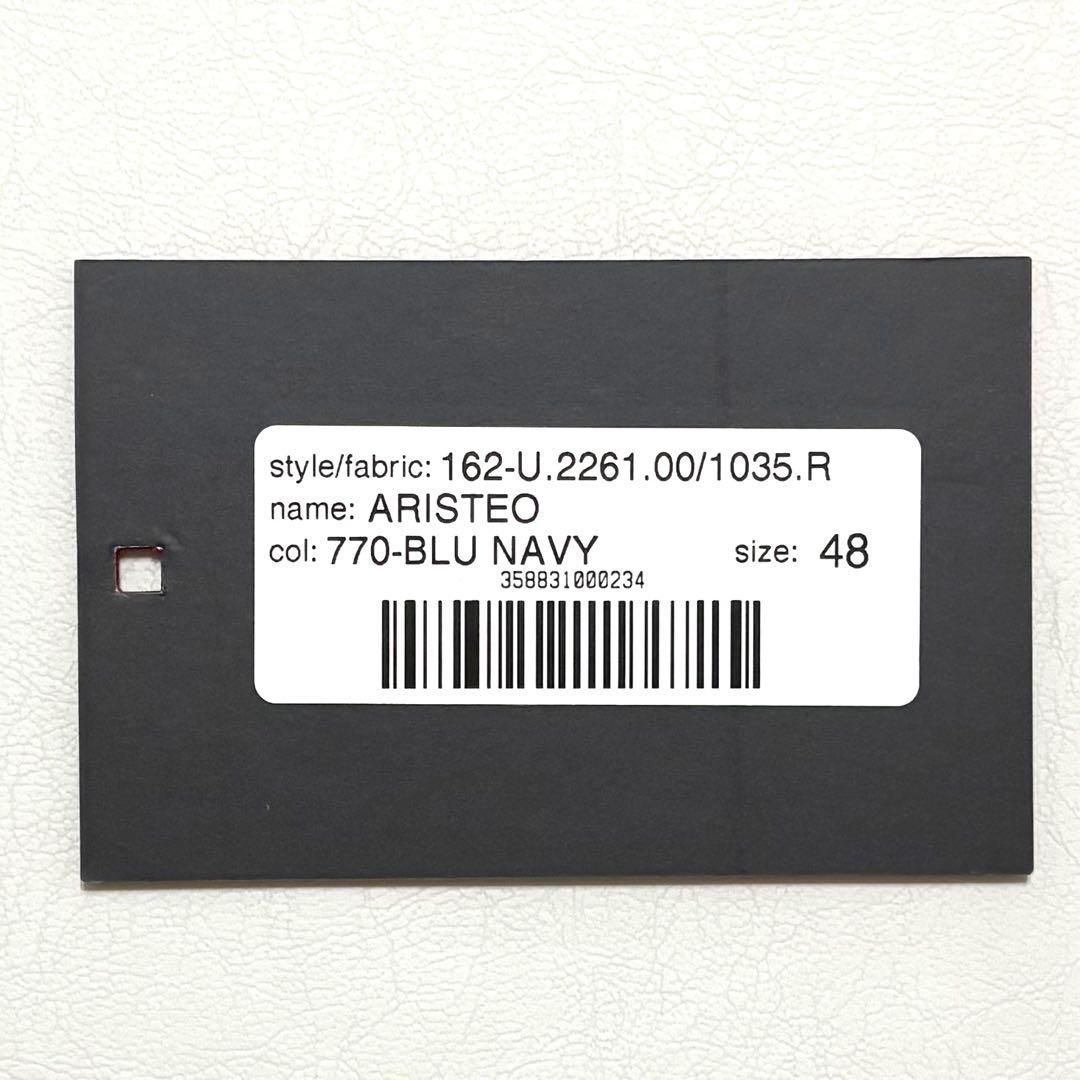 style/fabric: 162-U.2261.00/1035.R
name: ARISTEO
col: 770-BLU NAVY size: 48
358831000234